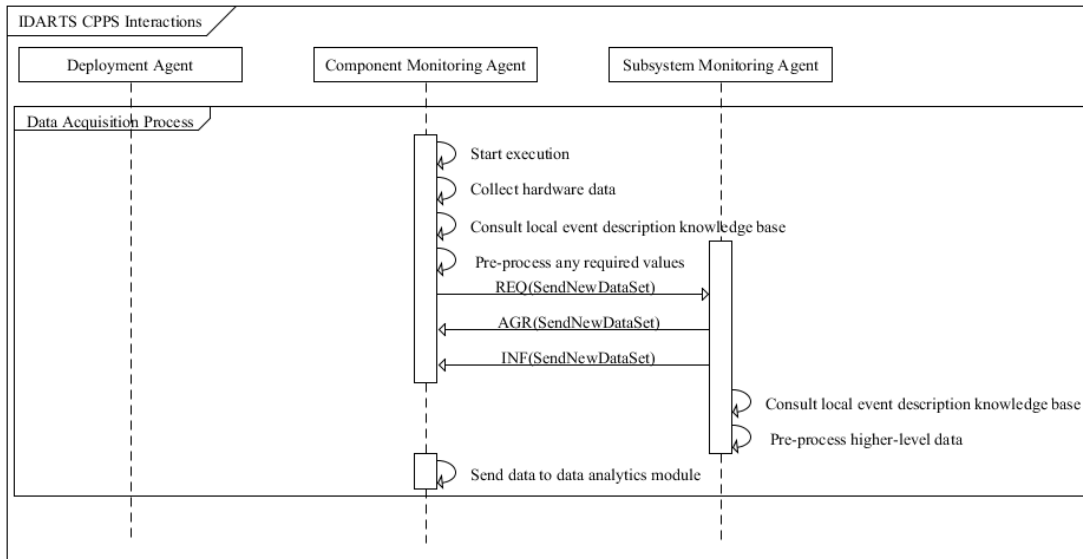 IDARTS CPPS Interactions
Deployment Agent
Component Monitoring Agent
Subsystem Monitoring Agent
Data Acquisition Process
Start execution
Collect hardware data
Consult local event description knowledge base
Pre-process any required values
REQ(SendNewDataSet)
AGR(SendNewDataSet)
INF(SendNewDataSet)
Consult local event description knowledge base
Pre-process higher-level data
Send data to data analytics module